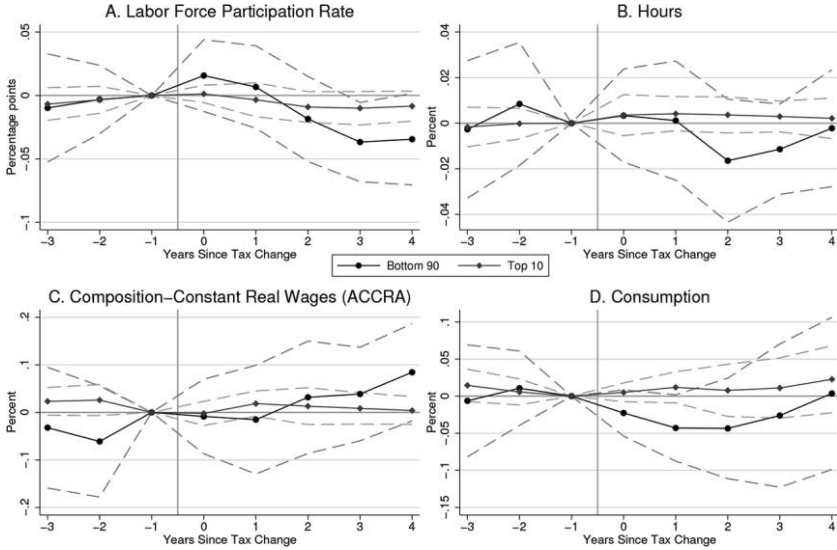 A. Labor Force Participation Rate
Percentage points
.05
0
-.05
-.1
-3 -2 -1 0 1 2 3 4
Years Since Tax Change
B. Hours
Percent
.04
.02
0
-.02
-.04
-3 -2 -1 0 1 2 3 4
Years Since Tax Change
Bottom 90 Top 10
C. Composition-Constant Real Wages (ACCRA)
Percent
.2
.1
0
-.1
-.2
-3 -2 -1 0 1 2 3 4
Years Since Tax Change
D. Consumption
Percent
.1
.05
0
-.05
-.1
-.15
-3 -2 -1 0 1 2 3 4
Years Since Tax Change